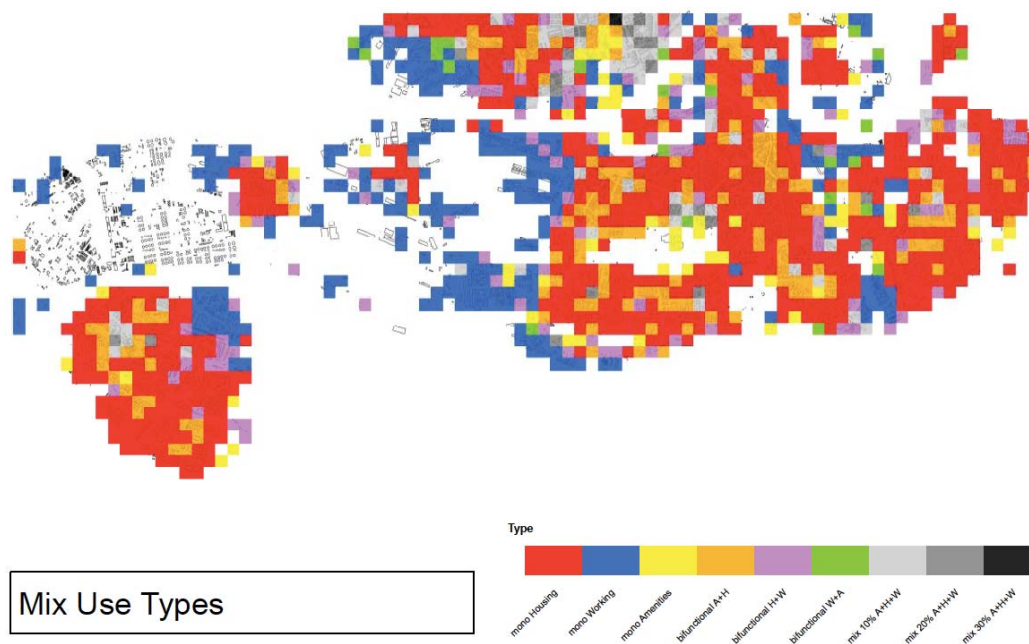 Type
mono Housing
mono Working
mono Amenities
bifunctional A+H
bifunctional H+W
bifunctional W+A
mix 10% A+H+W
mix 20% A+H+W
mix 30% A+H+W
Mix Use Types